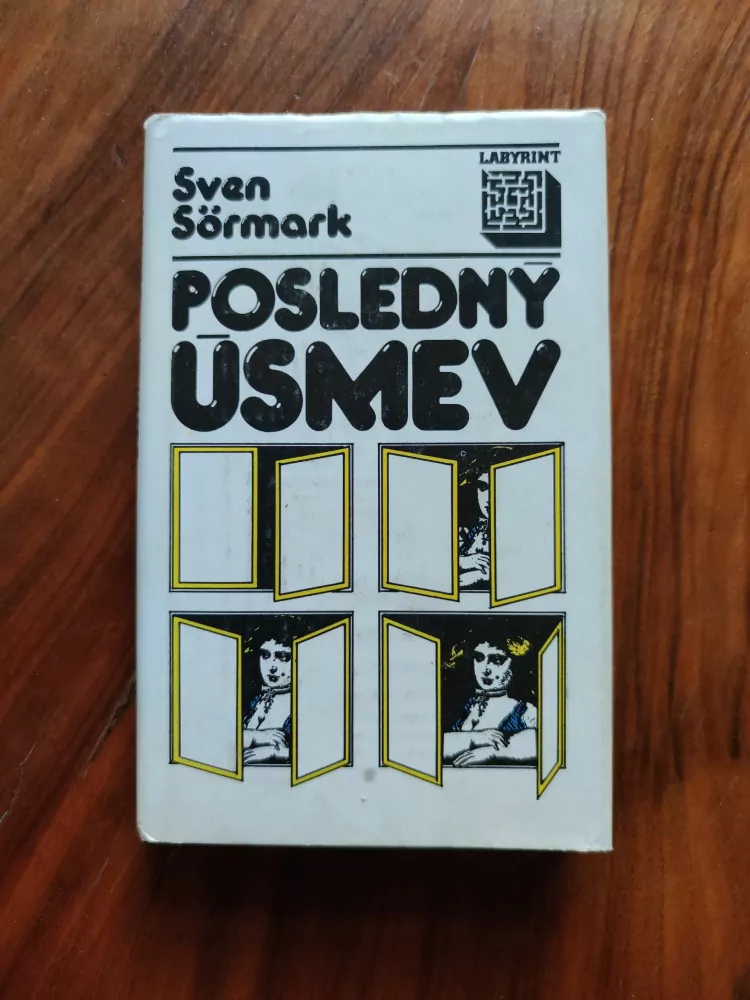 Sven
Sörmark
LABYRINT
POSLEDNÝ
ÚSMEV